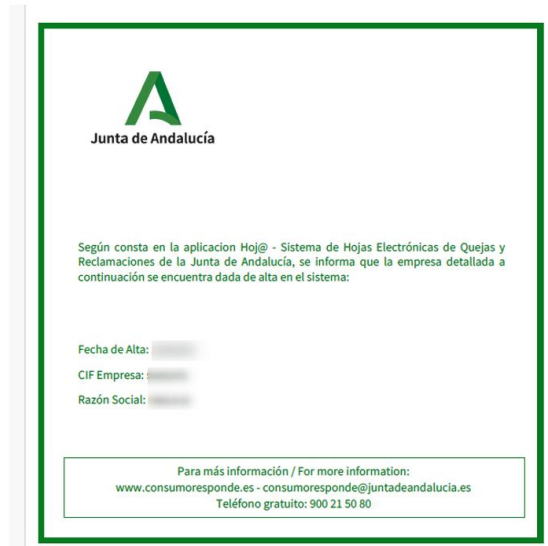 Junta de Andalucía
Según consta en la aplicacion Hoj@ - Sistema de Hojas Electrónicas de Quejas y
Reclamaciones de la Junta de Andalucía, se informa que la empresa detallada a
continuación se encuentra dada de alta en el sistema:
Fecha de Alta:
CIF Empresa:
Razón Social:
Para más información / For more information:
www.consumoresponde.es - consumoresponde@juntadeandalucia.es
Teléfono gratuito: 900 21 50 80